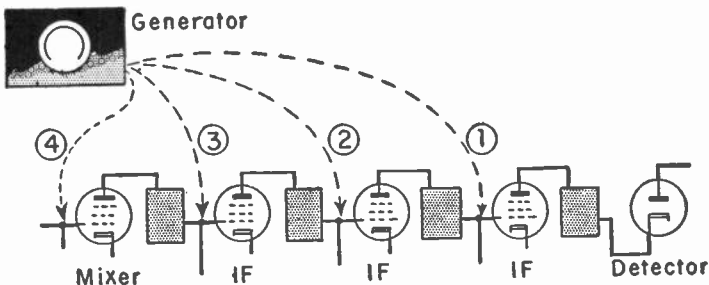 Generator
4
3
2
1
Mixer
IF
IF
IF
Detector